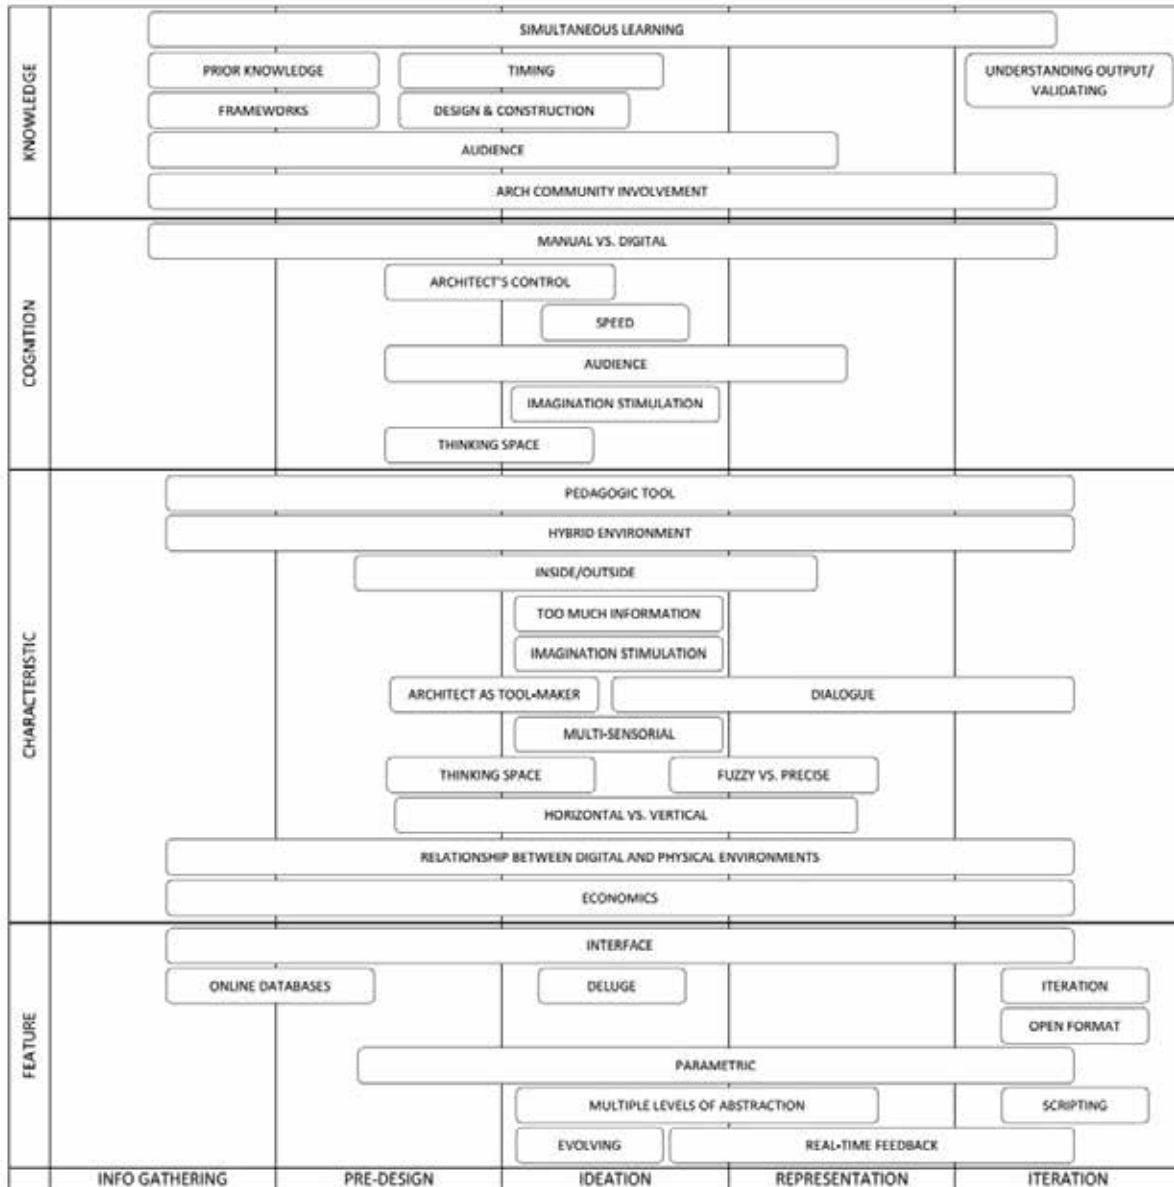 KNOWLEDGE
SIMULTANEOUS LEARNING
PRIOR KNOWLEDGE
TIMING
UNDERSTANDING OUTPUT/
VALIDATING
FRAMEWORKS
DESIGN & CONSTRUCTION
AUDIENCE
ARCH COMMUNITY INVOLVEMENT
COGNITION
MANUAL VS. DIGITAL
ARCHITECT'S CONTROL
SPEED
AUDIENCE
IMAGINATION STIMULATION
THINKING SPACE
CHARACTERISTIC
PEDAGOGIC TOOL
HYBRID ENVIRONMENT
INSIDE/OUTSIDE
TOO MUCH INFORMATION
IMAGINATION STIMULATION
ARCHITECT AS TOOL-MAKER
DIALOGUE
MULTI-SENSORIAL
THINKING SPACE
FUZZY VS. PRECISE
HORIZONTAL VS. VERTICAL
RELATIONSHIP BETWEEN DIGITAL AND PHYSICAL ENVIRONMENTS
ECONOMICS
FEATURE
INTERFACE
ONLINE DATABASES
DELUGE
ITERATION
OPEN FORMAT
PARAMETRIC
MULTIPLE LEVELS OF ABSTRACTION
SCRIPTING
EVOLVING
REAL-TIME FEEDBACK
INFO GATHERING
PRE-DESIGN
IDEATION
REPRESENTATION
ITERATION